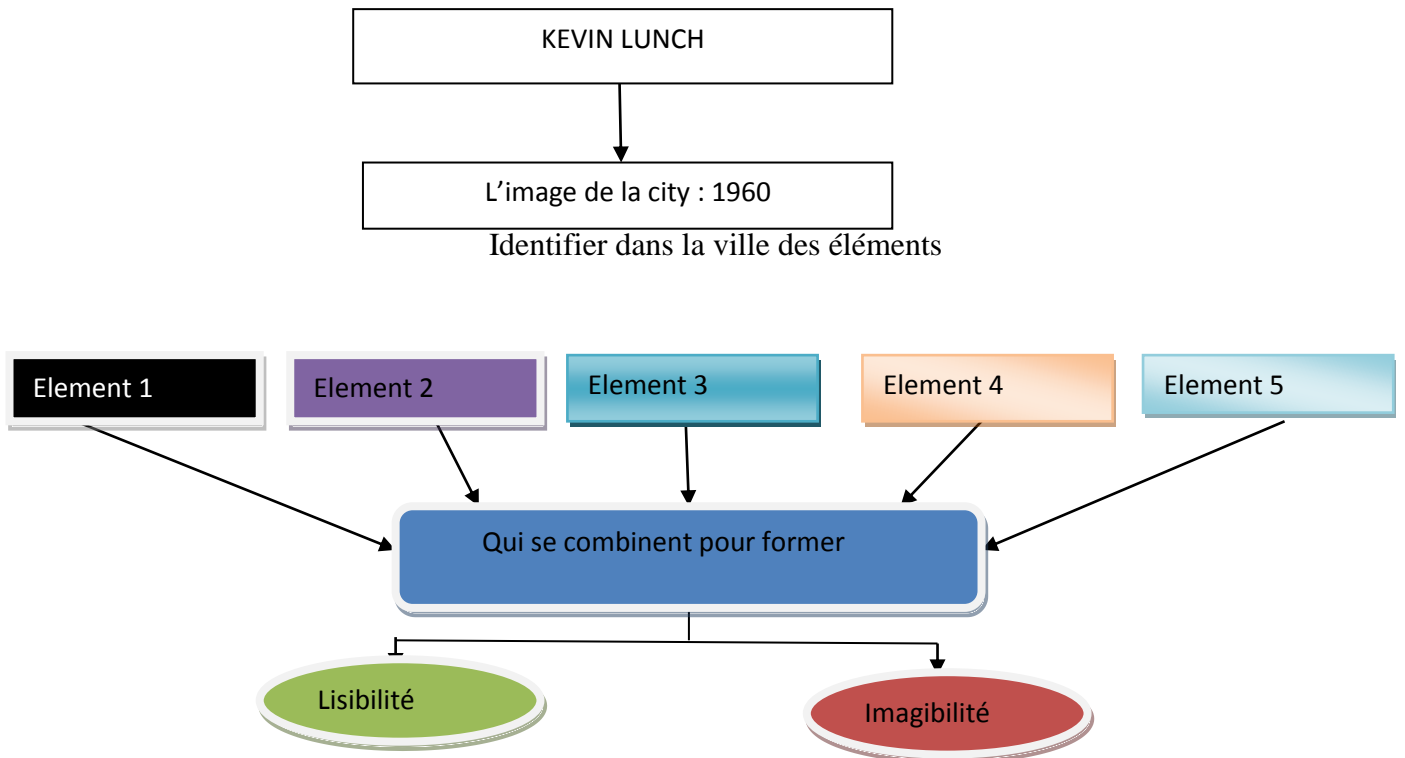 KEVIN LUNCH
L’image de la city : 1960
Identifier dans la ville des éléments
Element 1
Element 2
Element 3
Element 4
Element 5
Qui se combinent pour former
Lisibilité
Imagibilité